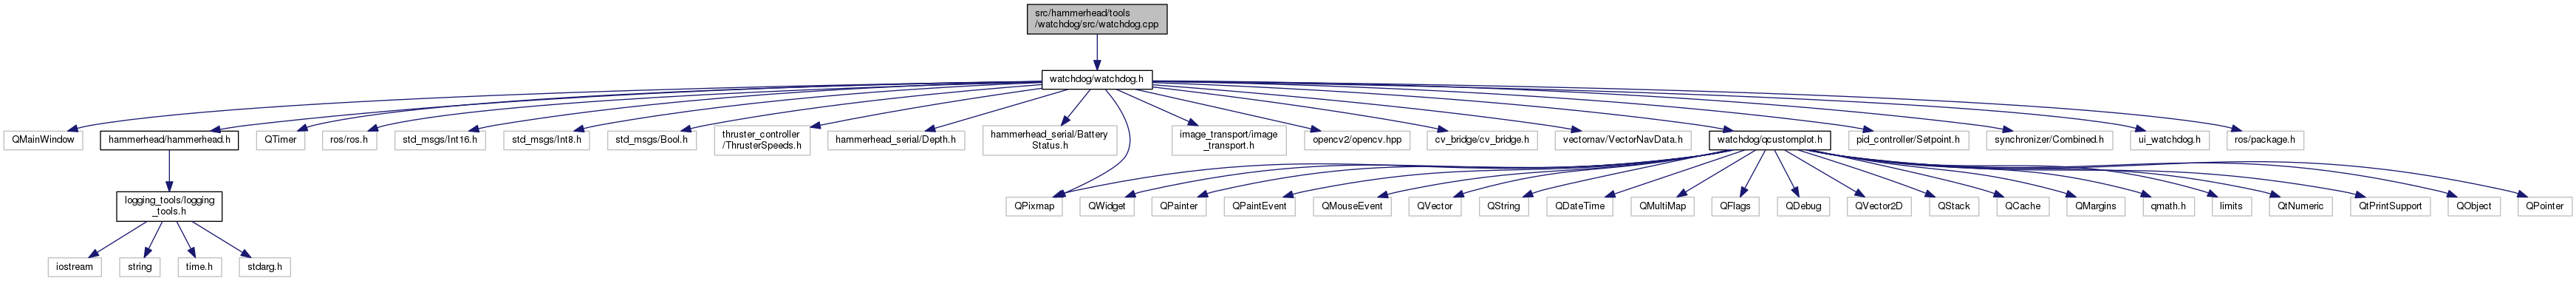 src/hammerhead/tools
/watchdog/src/watchdog.cpp
watchdog/watchdog.h
QMainWindow
hammerhead/hammerhead.h
QTimer
ros/ros.h
std_msgs/Int16.h
std_msgs/Int8.h
std_msgs/Bool.h
thruster_controller
/ThrusterSpeeds.h
hammerhead_serial/Depth.h
hammerhead_serial/Battery
Status.h
image_transport/image
_transport.h
opencv2/opencv.hpp
cv_bridge/cv_bridge.h
vectornav/VectorNavData.h
watchdog/qcustomplot.h
pid_controller/Setpoint.h
synchronizer/Combined.h
ui_watchdog.h
ros/package.h
logging_tools/logging
_tools.h
QPixmap
QWidget
QPainter
QPaintEvent
QMouseEvent
QVector
QString
QDateTime
QMultiMap
QFlags
QDebug
QVector2D
QStack
QCache
QMargins
qmath.h
limits
QtNumeric
QtPrintSupport
QObject
QPointer
iostream
string
time.h
stdarg.h